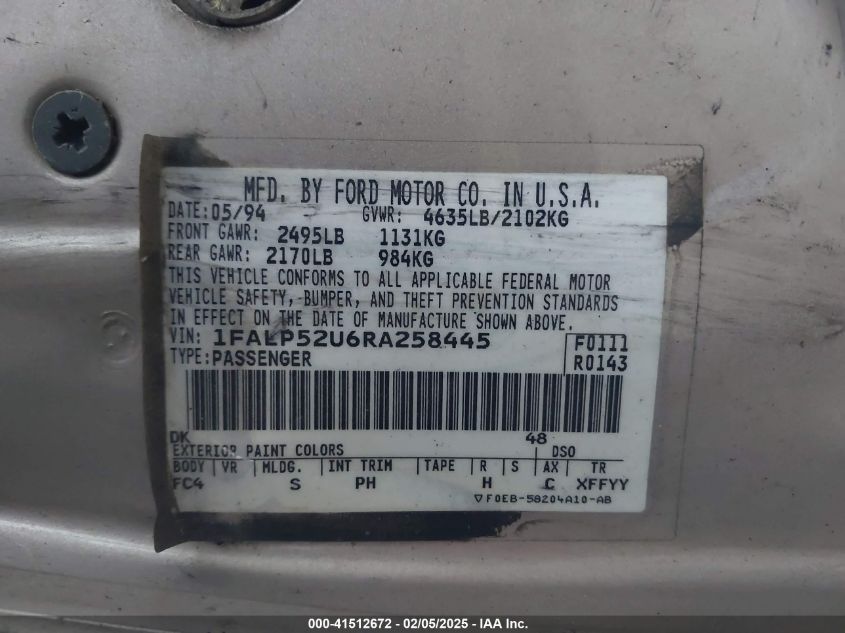 MFD. BY FORD MOTOR CO. IN U.S.A.
DATE: 05/94 GVWR: 4635LB/2102KG
FRONT GAWR: 2495LB 1131KG
REAR GAWR: 2170LB 984KG
THIS VEHICLE CONFORMS TO ALL APPLICABLE FEDERAL MOTOR
VEHICLE SAFETY, BUMPER, AND THEFT PREVENTION STANDARDS
IN EFFECT ON THE DATE OF MANUFACTURE SHOWN ABOVE.
VIN: 1FALP52U6RA258445 F0111
TYPE: PASSENGER R0143
DK 48
EXTERIOR PAINT COLORS DSO
BODY VR MLDG. INT TRIM TAPE R S AX TR
FC4 S PH H C XFFYY
F0EB-58204A10-AB
000-41512672 - 02/05/2025 - IAA Inc.